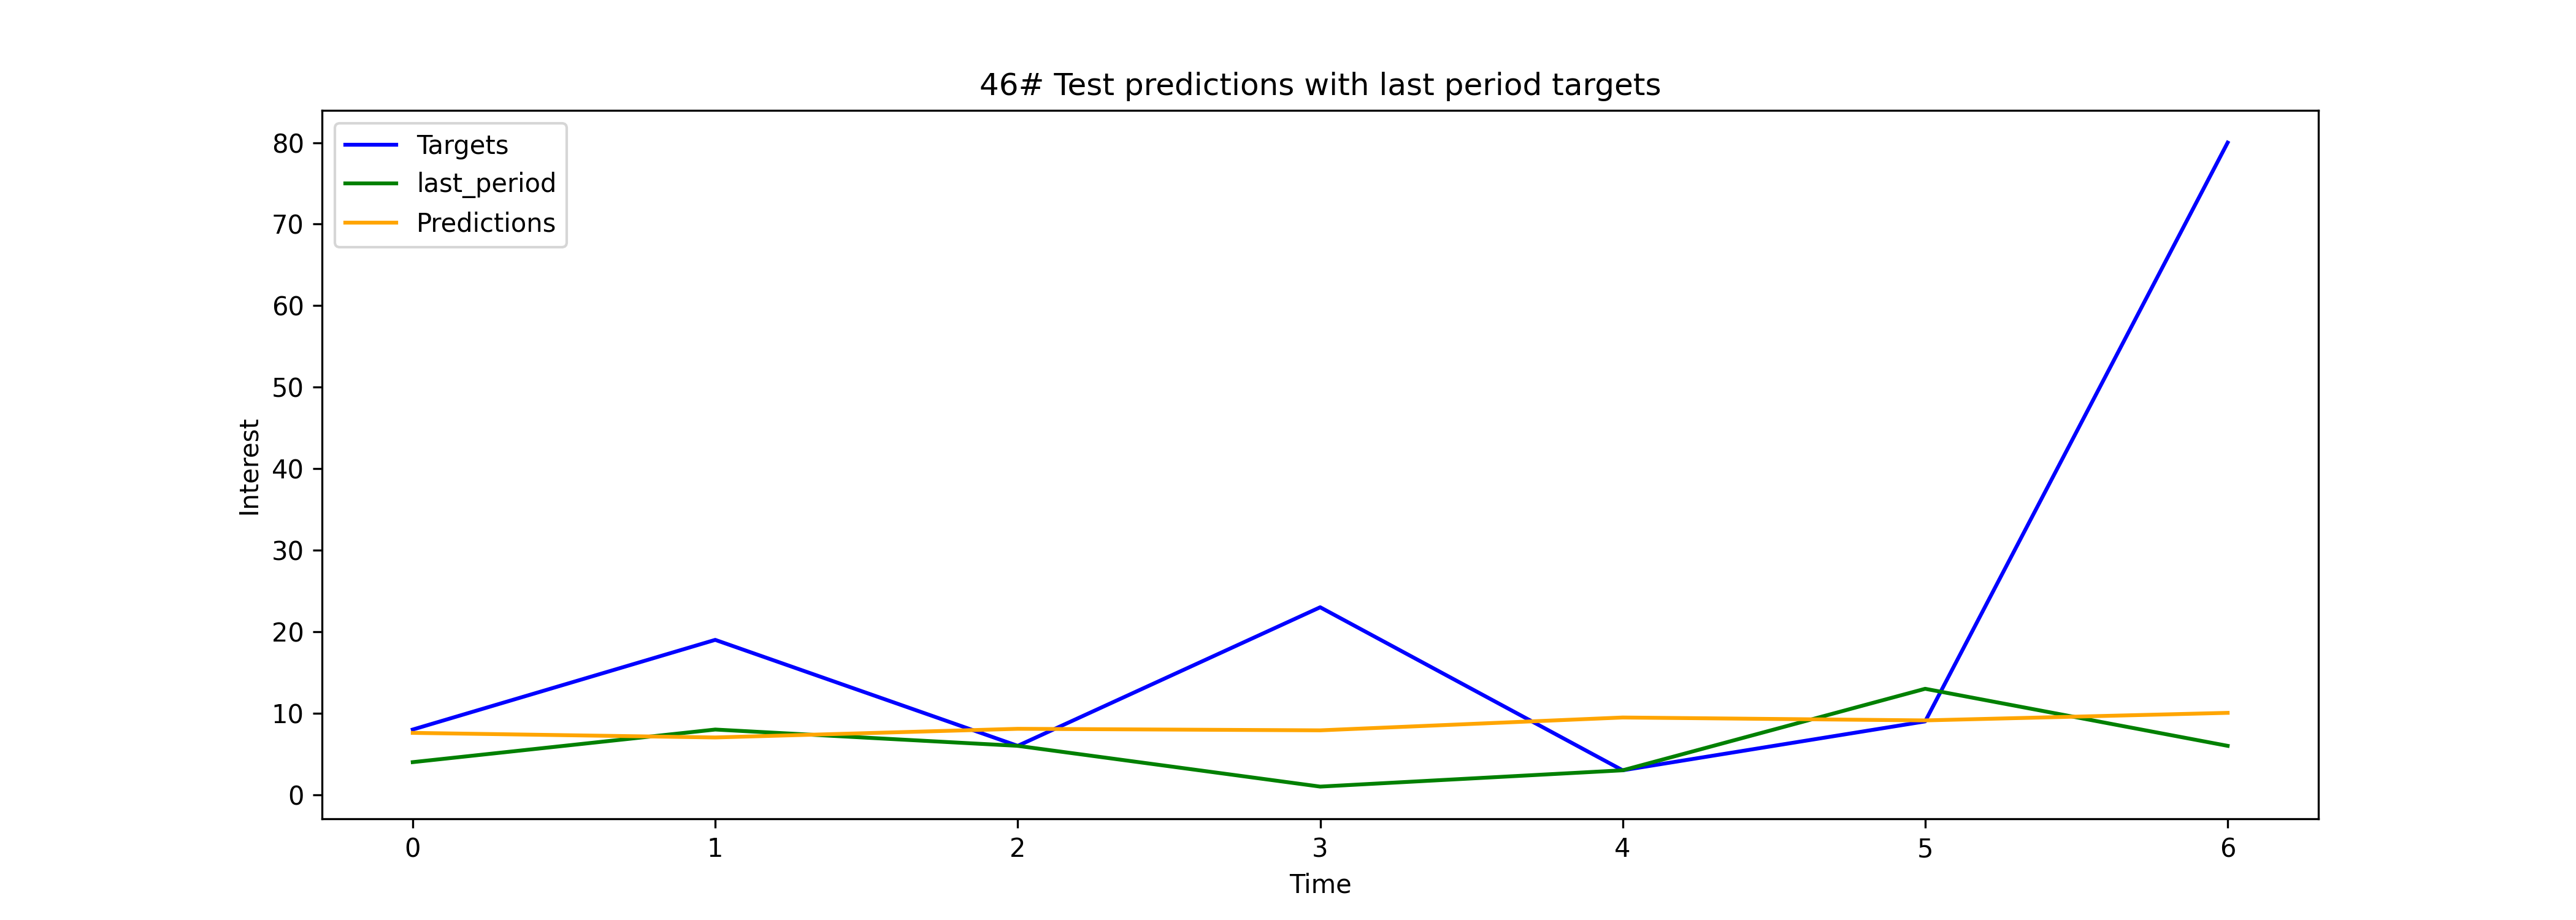 46# Test predictions with last period targets
Targets
last_period
Predictions
80
70
60
50
40
30
20
10
0
Interest
0 1 2 3 4 5 6
Time